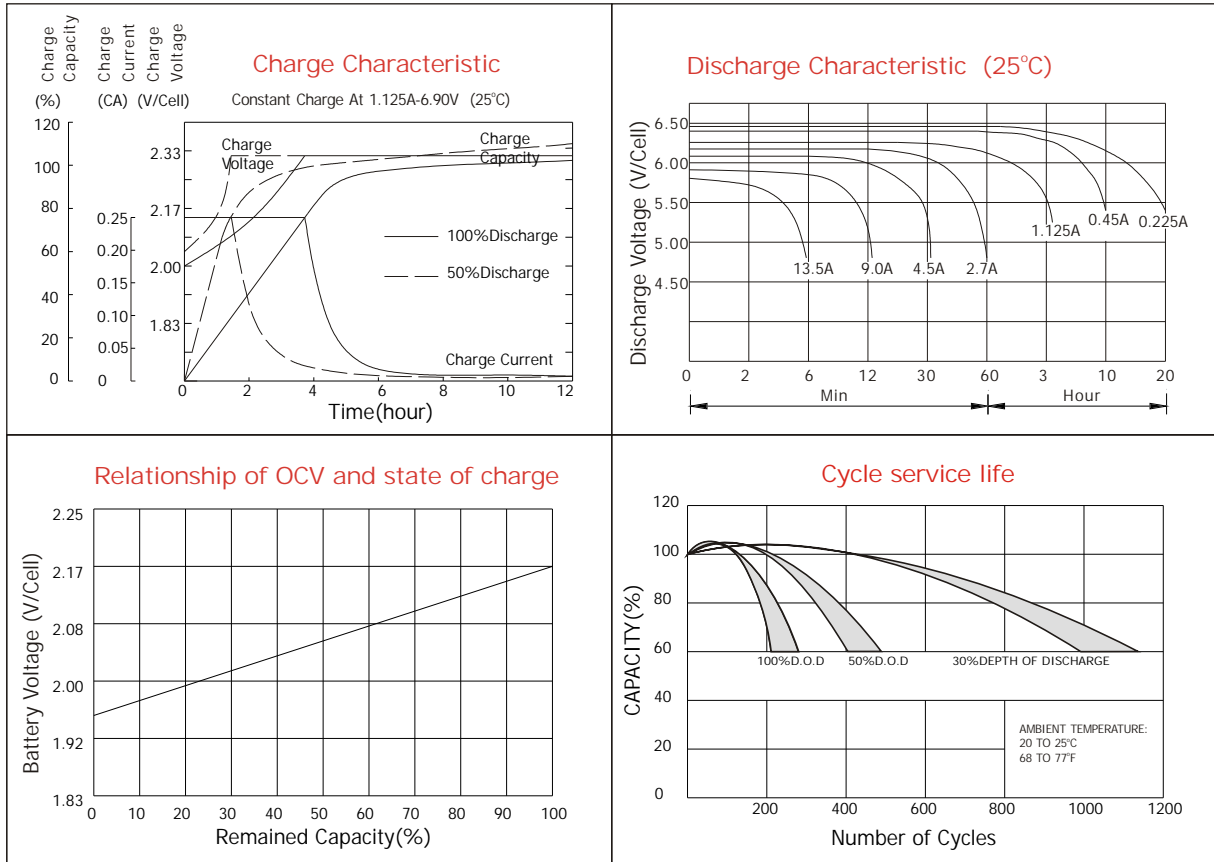 Charge Characteristic
Constant Charge At 1.125A-6.90V (25°C)
Charge Capacity
Charge Current
Charge Voltage
(%) (CA) (V/Cell)
120
100
80
60
40
20
0
0.25
0.20
0.15
0.10
0.05
0
2.33
2.17
2.00
1.83
Charge Voltage
Charge Capacity
100%Discharge
50%Discharge
Charge Current
0 2 4 6 8 10 12
Time(hour)
Discharge Characteristic (25°C)
Discharge Voltage (V/Cell)
6.50
6.00
5.50
5.00
4.50
13.5A 9.0A 4.5A 2.7A 1.125A 0.45A 0.225A
0 2 6 12 30 60 3 10 20
Min Hour
Relationship of OCV and state of charge
Battery Voltage (V/Cell)
2.25
2.17
2.08
2.00
1.92
1.83
0 10 20 30 40 50 60 70 80 90 100
Remained Capacity(%)
Cycle service life
CAPACITY(%)
120
100
80
60
40
20
0
100%D.O.D 50%D.O.D 30%DEPTH OF DISCHARGE
AMBIENT TEMPERATURE:
20 TO 25°C
68 TO 77°F
200 400 600 800 1000 1200
Number of Cycles